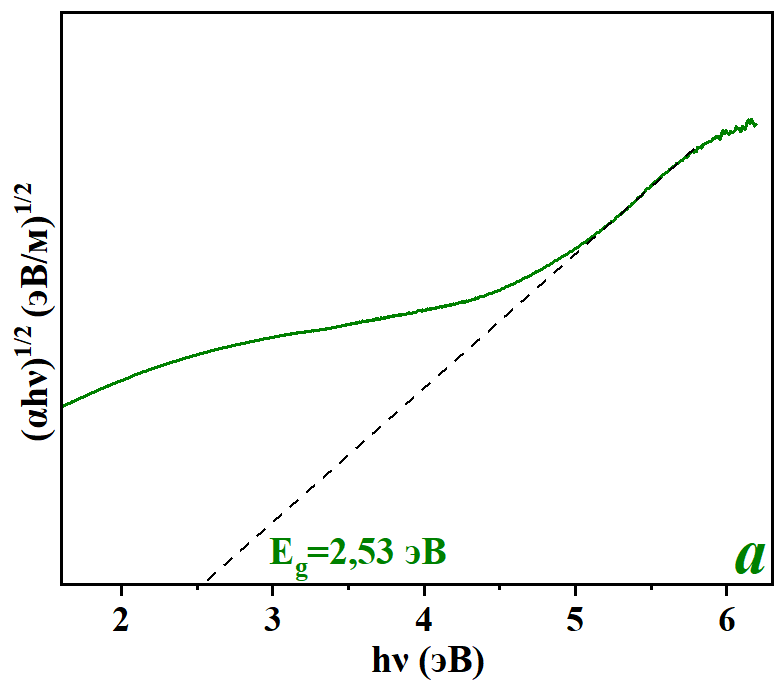 (αhν)1/2 (эВ/м)1/2
Eg=2,53 эВ
a
2 3 4 5 6
hν (эВ)